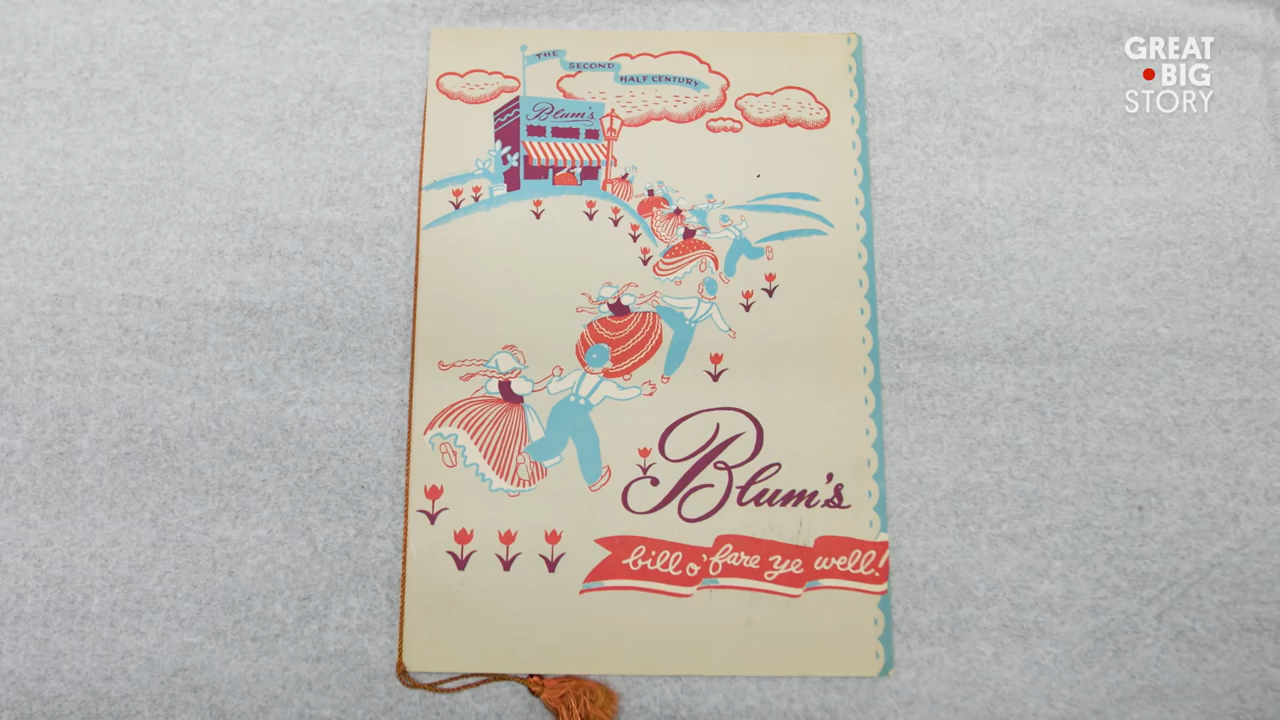 THE SECOND HALF CENTURY
Blum's
Blum's
bill o' fare ye well!
GREAT
BIG
STORY